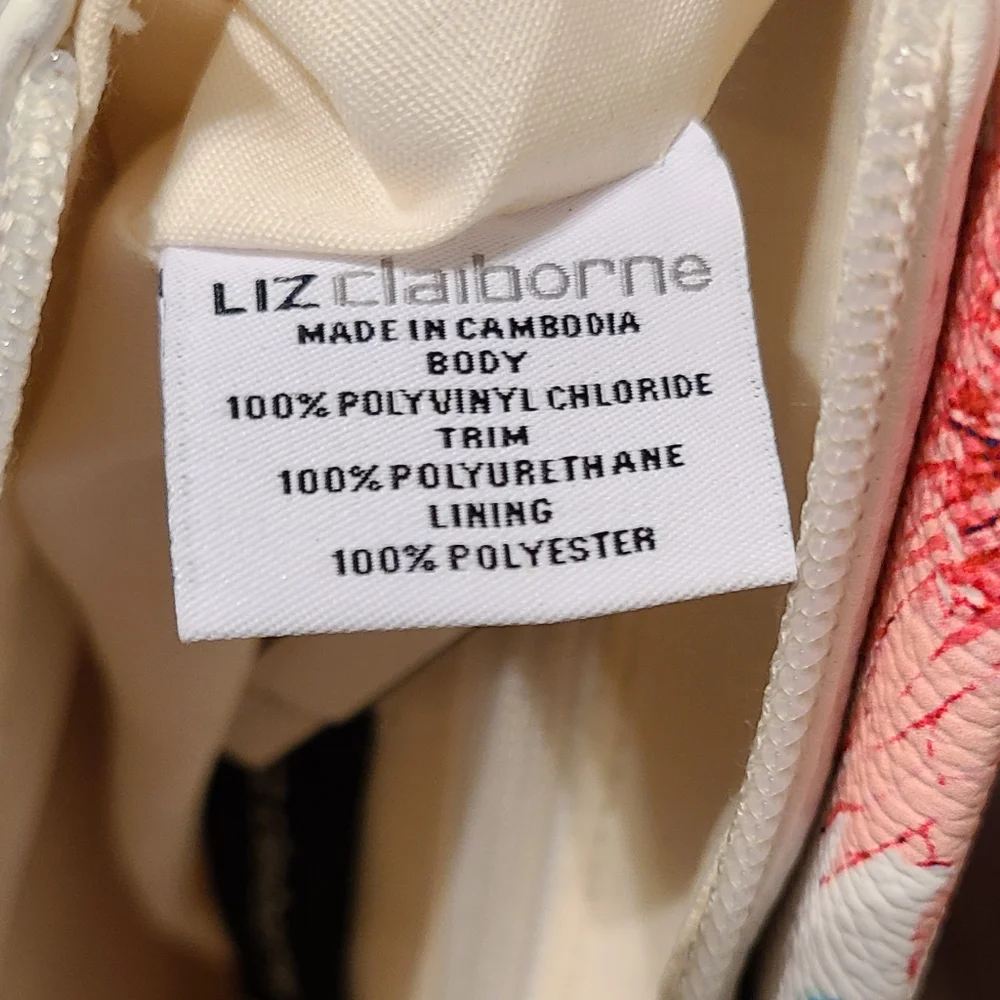 LIZ claiborne
MADE IN CAMBODIA
BODY
100% POLYVINYL CHLORIDE
TRIM
100% POLYURETHANE
LINING
100% POLYESTER